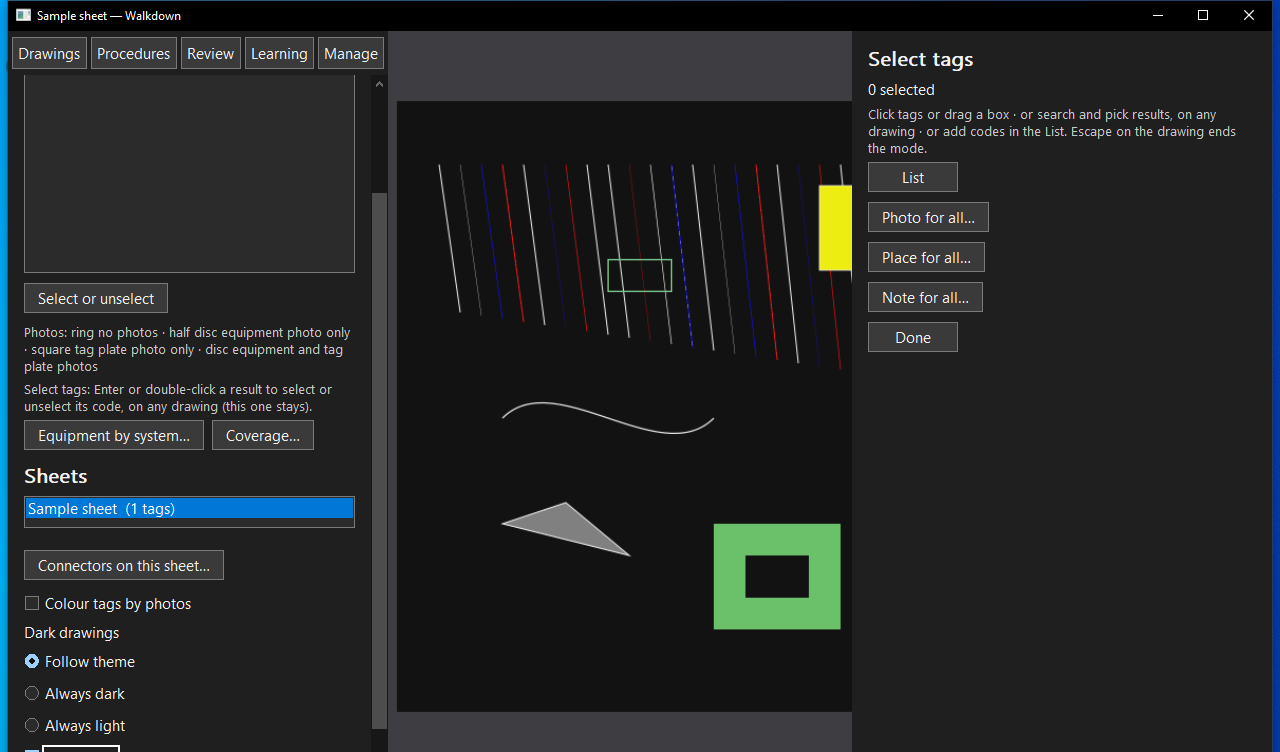 Sample sheet — Walkdown
Drawings
Procedures
Review
Learning
Manage
Select or unselect
Photos: ring no photos · half disc equipment photo only
· square tag plate photo only · disc equipment and tag
plate photos
Select tags: Enter or double-click a result to select or
unselect its code, on any drawing (this one stays).
Equipment by system...
Coverage...
Sheets
Sample sheet  (1 tags)
Connectors on this sheet...
Colour tags by photos
Dark drawings
Follow theme
Always dark
Always light
Select tags
0 selected
Click tags or drag a box · or search and pick results, on any
drawing · or add codes in the List. Escape on the drawing ends
the mode.
List
Photo for all...
Place for all...
Note for all...
Done